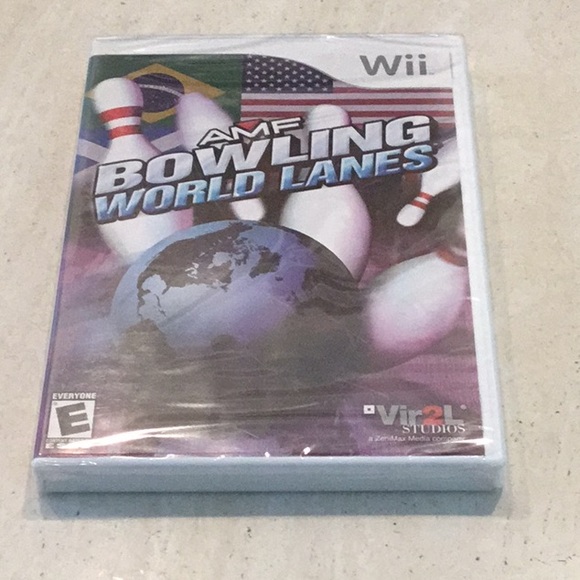 Wii
AMF
BOWLING
WORLD LANES
EVERYONE
E
Vir2L
STUDIOS
a ZeniMax Media company